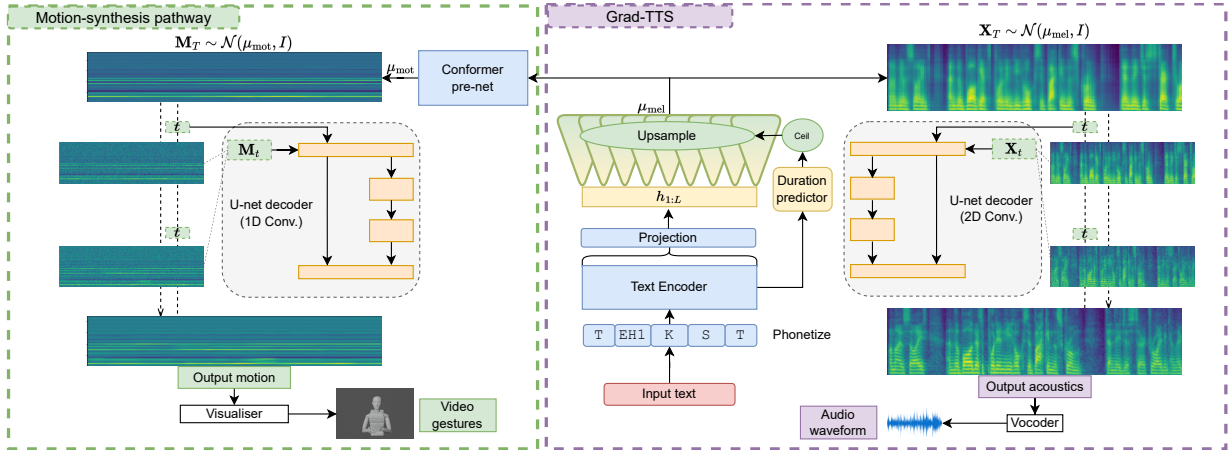 Motion-synthesis pathway
Grad-TTS
𝐌_T ∼ 𝒩(μ_mot, I)
μ_mot
Conformer
pre-net
t
𝐌_t
U-net decoder
(1D Conv.)
t
Output motion
Visualiser
Video
gestures
μ_mel
Upsample
Ceil
h_{1:L}
Duration
predictor
Projection
Text Encoder
T EH1 K S T
Phonetize
Input text
𝐗_T ∼ 𝒩(μ_mel, I)
t
𝐗_t
U-net decoder
(2D Conv.)
t
Output acoustics
Vocoder
Audio
waveform